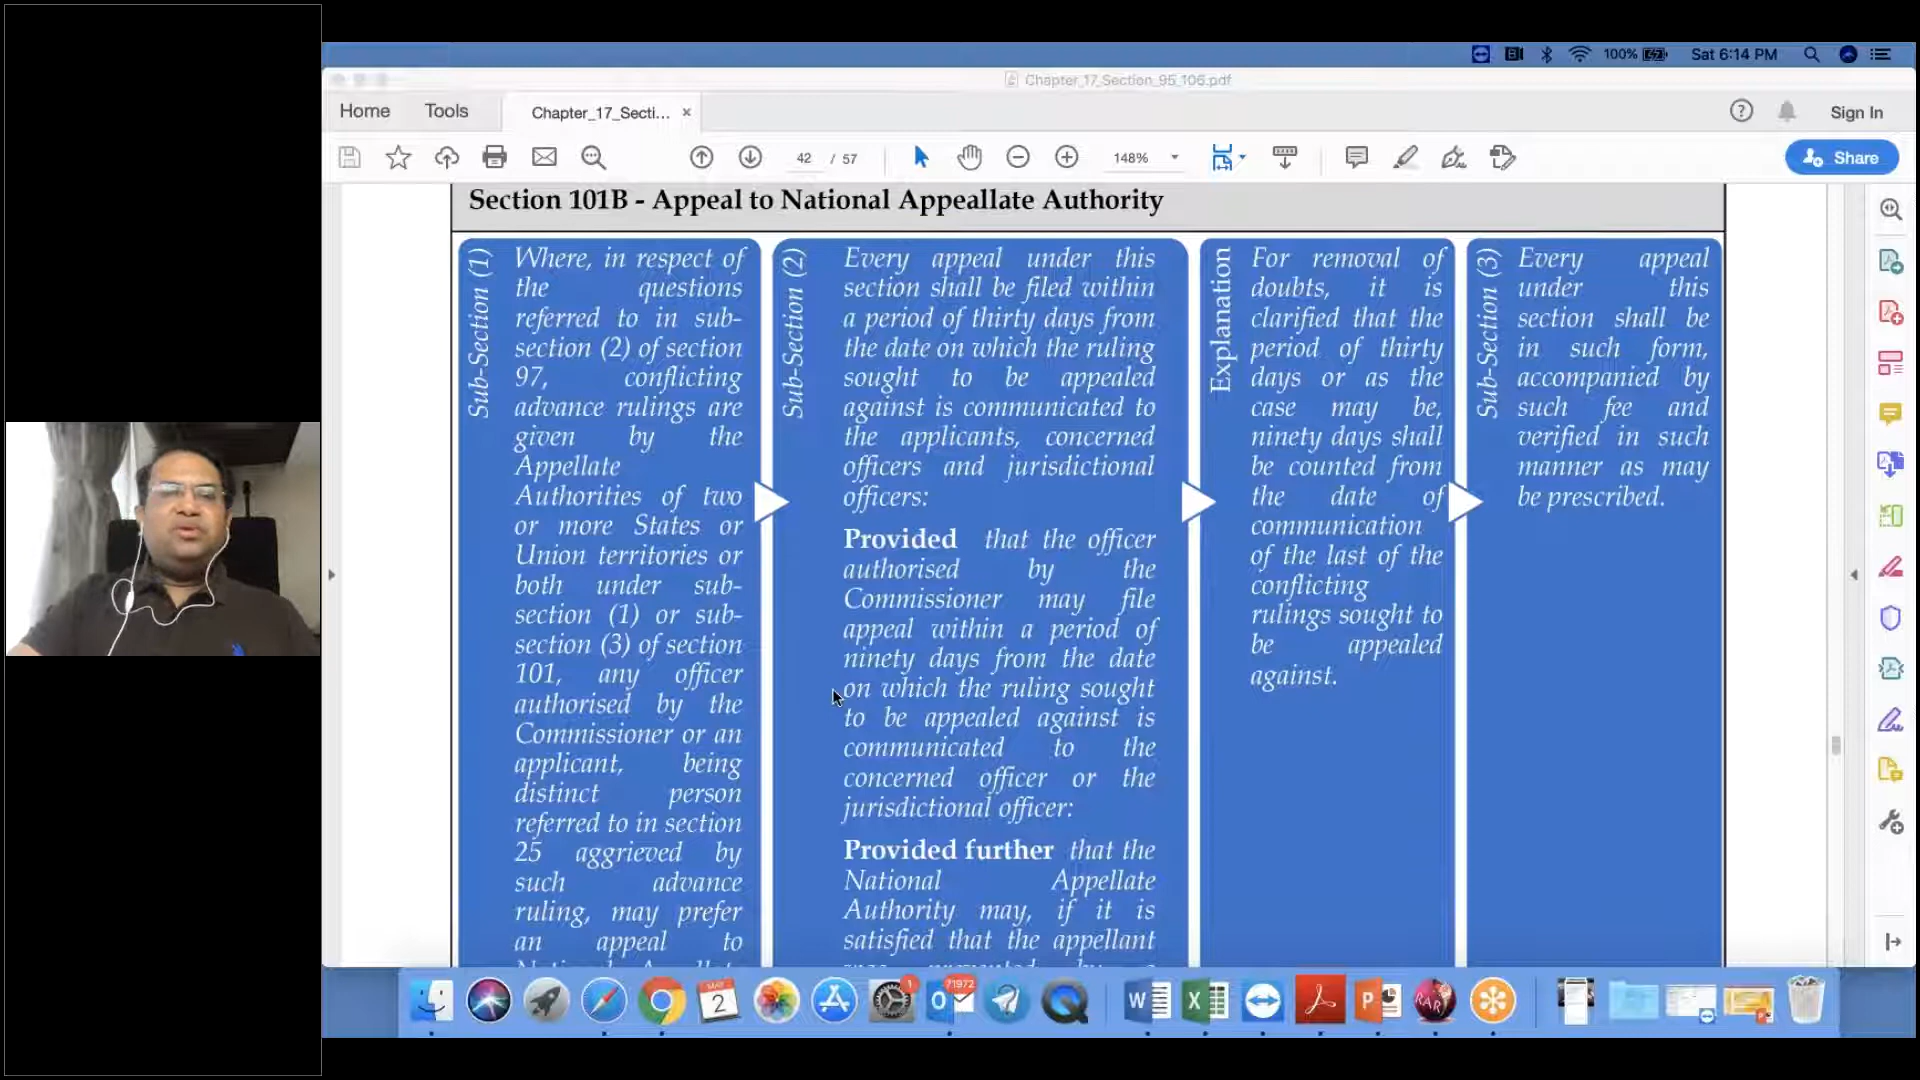 100%
Sat 6:14 PM
Chapter_17_Section_95_106.pdf
Home
Tools
Chapter_17_Secti...
×
Sign In
42 / 57
148%
Share
Section 101B - Appeal to National Appeallate Authority
Sub-Section (1)
Where, in respect of
the questions
referred to in sub-
section (2) of section
97, conflicting
advance rulings are
given by the
Appellate
Authorities of two
or more States or
Union territories or
both under sub-
section (1) or sub-
section (3) of section
101, any officer
authorised by the
Commissioner or an
applicant, being
distinct person
referred to in section
25 aggrieved by
such advance
ruling, may prefer
an appeal to
Sub-Section (2)
Every appeal under this
section shall be filed within
a period of thirty days from
the date on which the ruling
sought to be appealed
against is communicated to
the applicants, concerned
officers and jurisdictional
officers:
Provided that the officer
authorised by the
Commissioner may file
appeal within a period of
ninety days from the date
on which the ruling sought
to be appealed against is
communicated to the
concerned officer or the
jurisdictional officer:
Provided further that the
National Appellate
Authority may, if it is
satisfied that the appellant
Explanation
For removal of
doubts, it is
clarified that the
period of thirty
days or as the
case may be,
ninety days shall
be counted from
the date of
communication
of the last of the
conflicting
rulings sought to
be appealed
against.
Sub-Section (3)
Every appeal
under this
section shall be
in such form,
accompanied by
such fee and
verified in such
manner as may
be prescribed.
MAY
2
1
71972
W
X
P
RAR